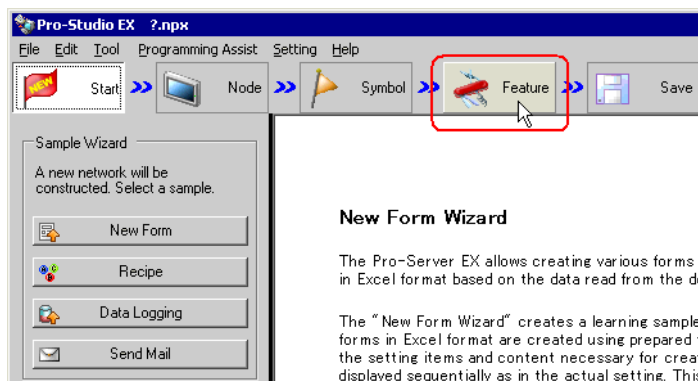 Pro-Studio EX ?.npx
File Edit Tool Programming Assist Setting Help
NEW Start Node Symbol Feature Save
Sample Wizard
A new network will be
constructed. Select a sample.
New Form
Recipe
Data Logging
Send Mail
New Form Wizard
The Pro-Server EX allows creating various forms
in Excel format based on the data read from the
The "New Form Wizard" creates a learning sample
forms in Excel format are created using prepared
the setting items and content necessary for
displayed sequentially as in the actual setting. This